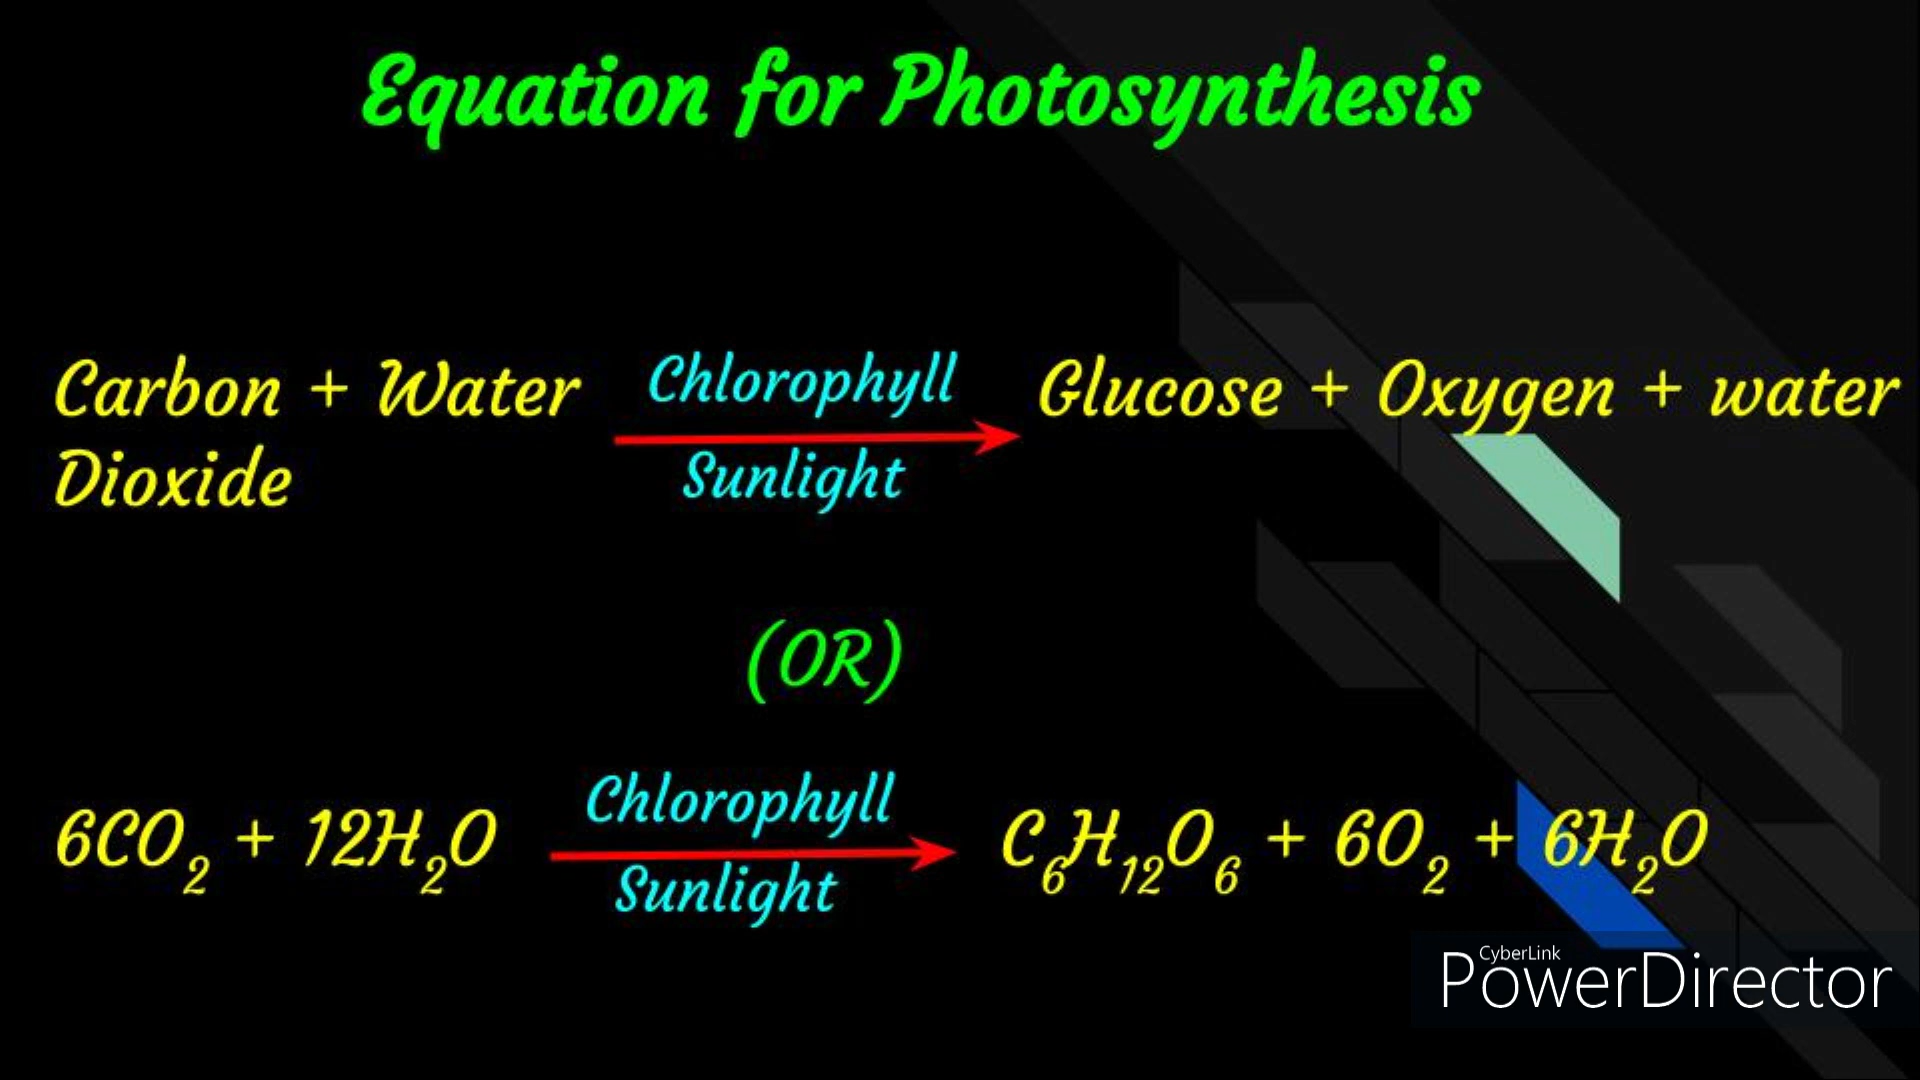 Equation for Photosynthesis
Carbon + Water Chlorophyll Glucose + Oxygen + water
Dioxide Sunlight
(OR)
Chlorophyll
6CO₂ + 12H₂O C₆H₁₂O₆ + 6O₂ + 6H₂O
Sunlight
CyberLink
PowerDirector